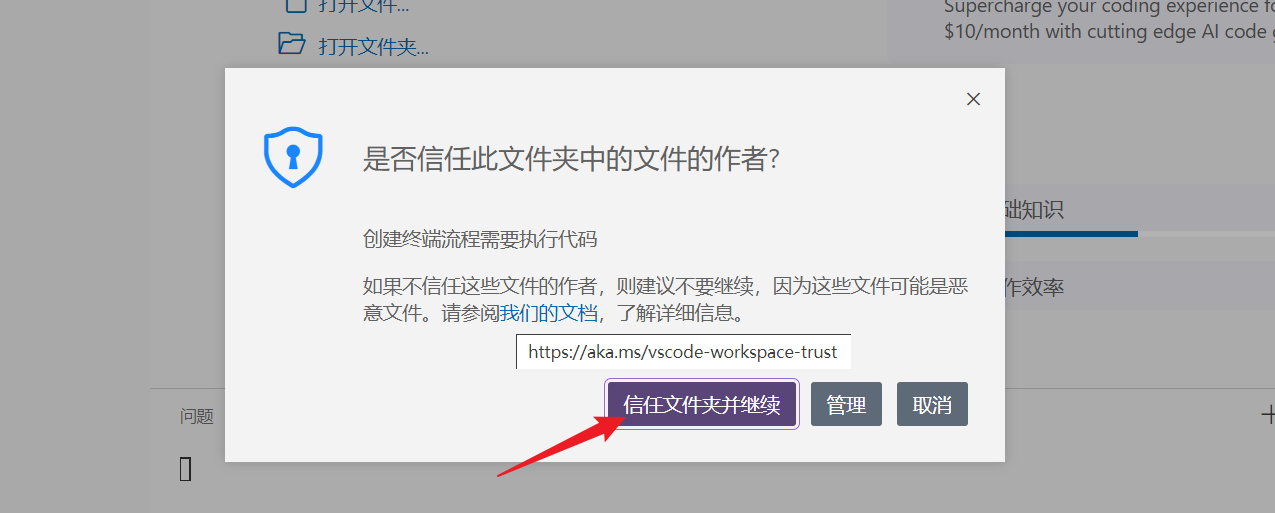 打开文件...
Supercharge your coding experience fo
打开文件夹...
$10/month with cutting edge AI code
是否信任此文件夹中的文件的作者?
创建终端流程需要执行代码
础知识
如果不信任这些文件的作者，则建议不要继续，因为这些文件可能是恶
意文件。请参阅我们的文档，了解详细信息。
作效率
https://aka.ms/vscode-workspace-trust
信任文件夹并继续
管理
取消
问题